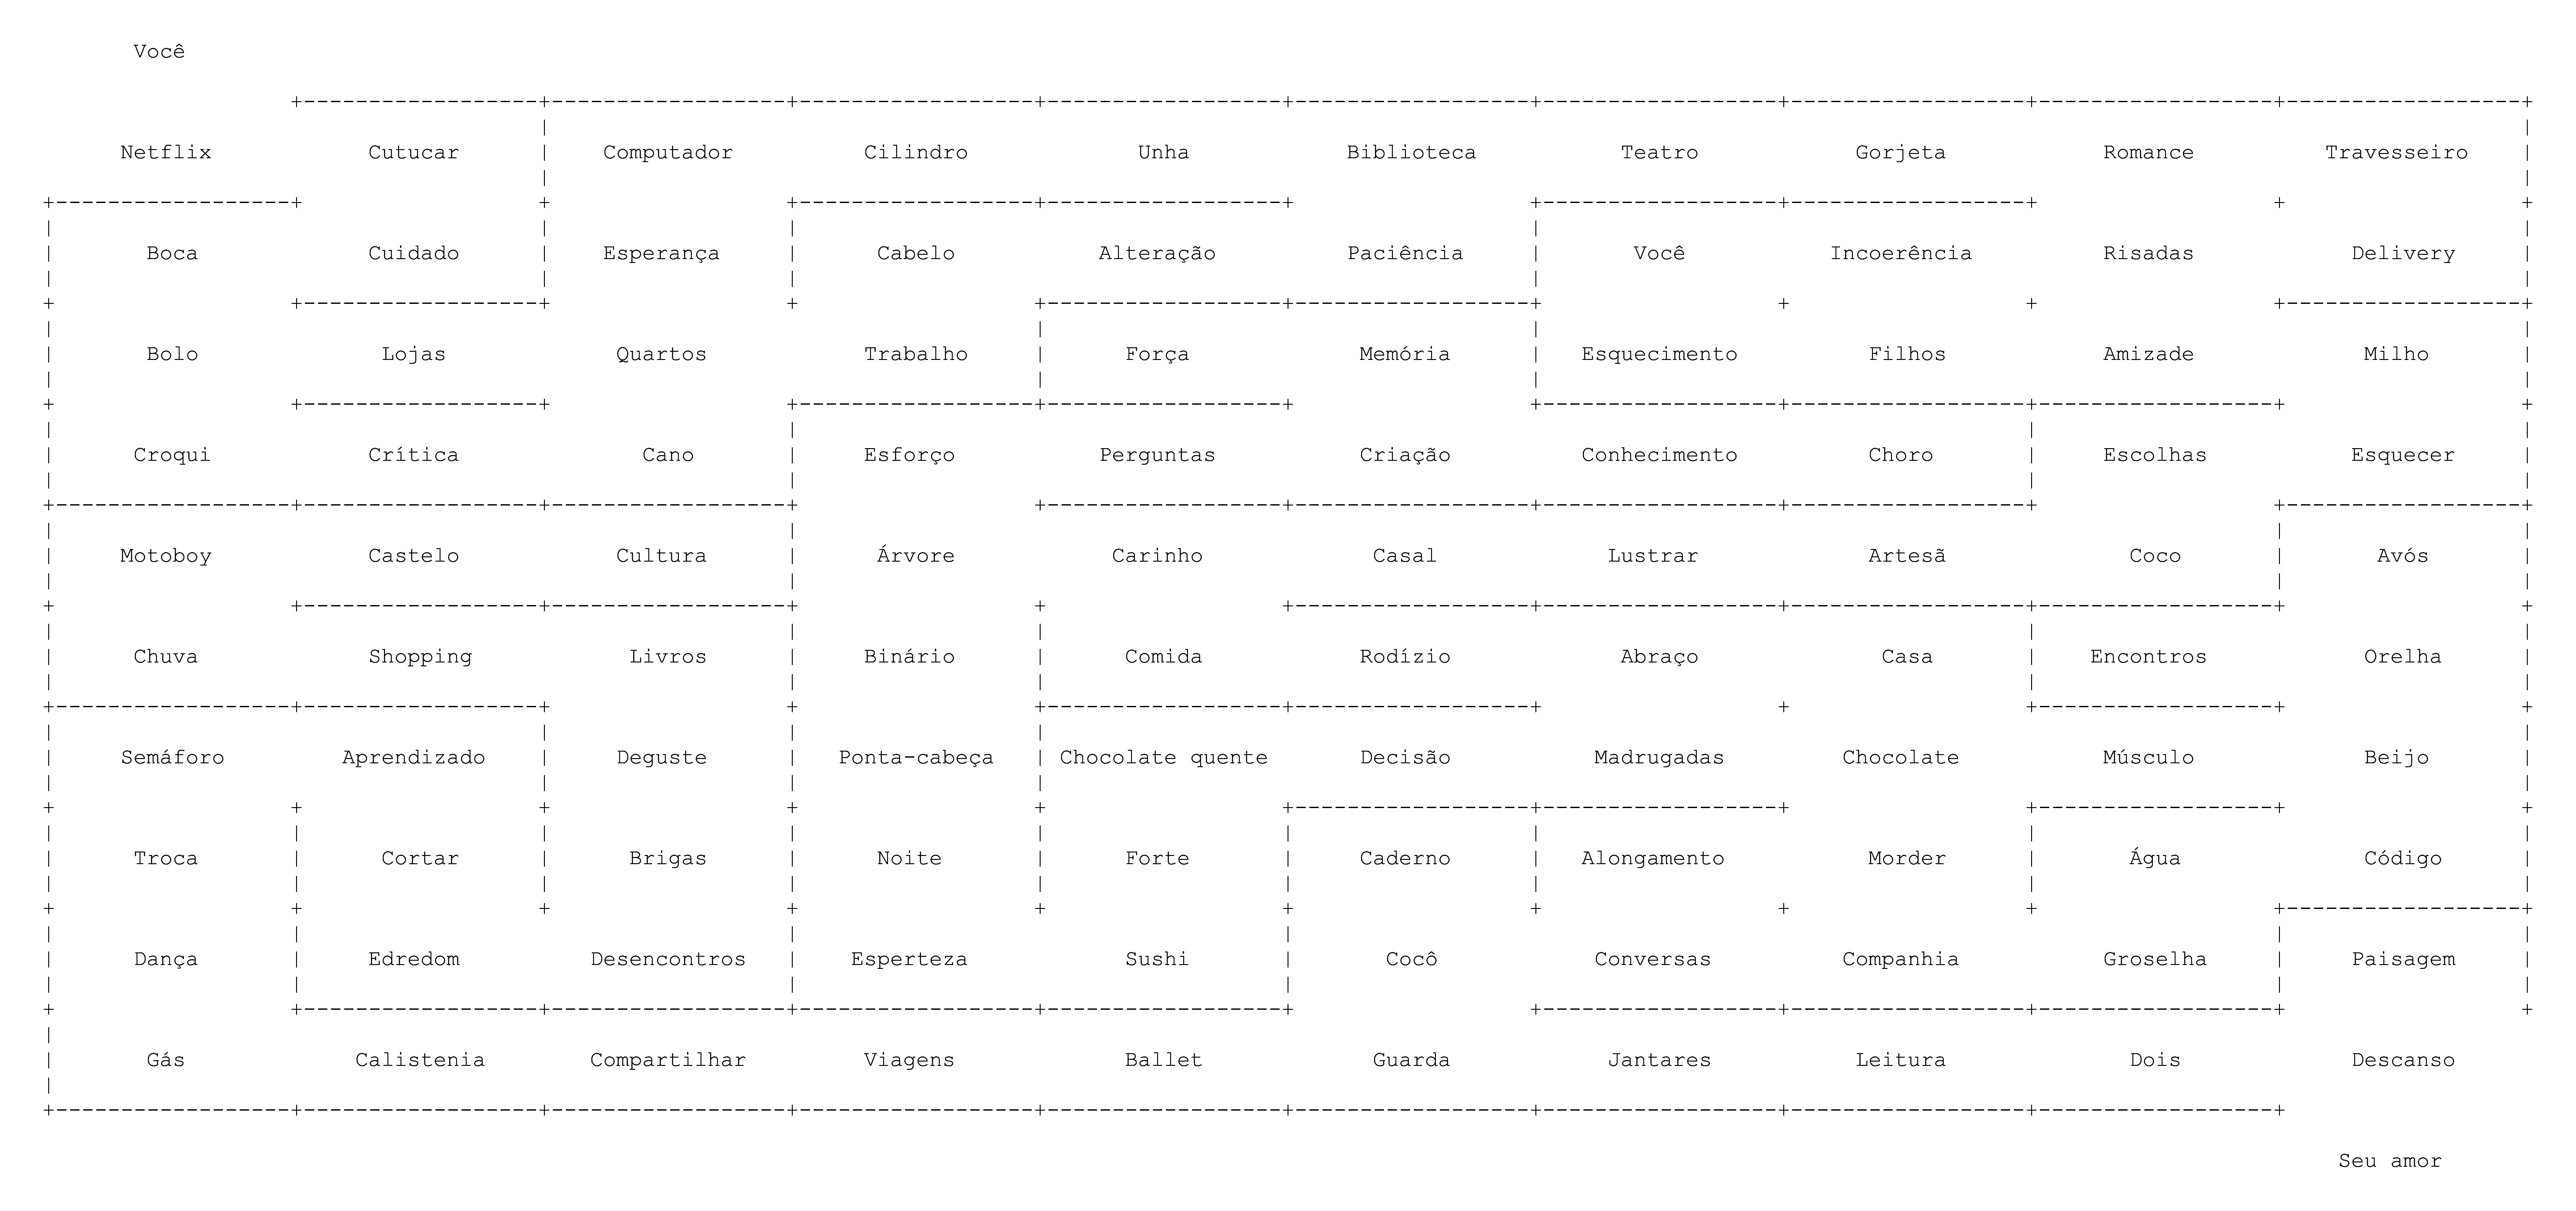 Você
Netflix Cutucar Computador Cilindro Unha Biblioteca Teatro Gorjeta Romance Travesseiro
Boca Cuidado Esperança Cabelo Alteração Paciência Você Incoerência Risadas Delivery
Bolo Lojas Quartos Trabalho Força Memória Esquecimento Filhos Amizade Milho
Croqui Crítica Cano Esforço Perguntas Criação Conhecimento Choro Escolhas Esquecer
Motoboy Castelo Cultura Árvore Carinho Casal Lustrar Artesã Coco Avós
Chuva Shopping Livros Binário Comida Rodízio Abraço Casa Encontros Orelha
Semáforo Aprendizado Deguste Ponta-cabeça Chocolate quente Decisão Madrugadas Chocolate Músculo Beijo
Troca Cortar Brigas Noite Forte Caderno Alongamento Morder Água Código
Dança Edredom Desencontros Esperteza Sushi Cocô Conversas Companhia Groselha Paisagem
Gás Calistenia Compartilhar Viagens Ballet Guarda Jantares Leitura Dois Descanso
Seu amor